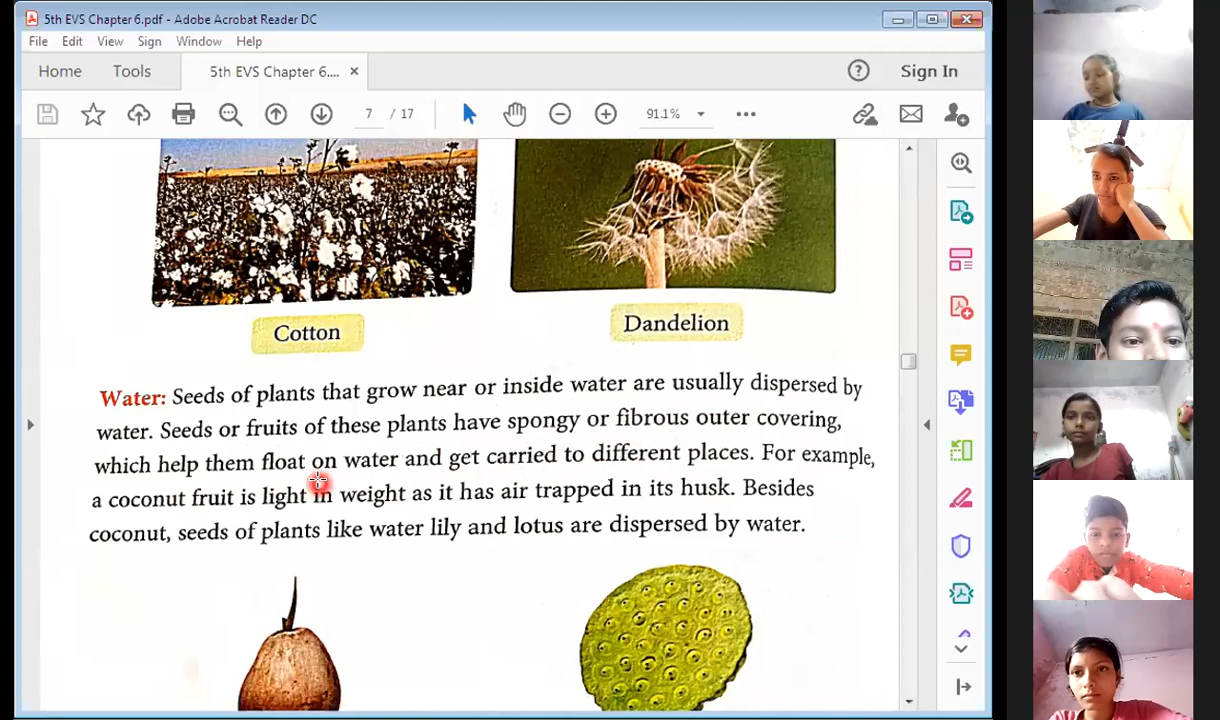 5th EVS Chapter 6.pdf - Adobe Acrobat Reader DC
File Edit View Sign Window Help
Home Tools 5th EVS Chapter 6.... × Sign In
7 / 17 91.1%
Cotton
Dandelion
Water: Seeds of plants that grow near or inside water are usually dispersed by
water. Seeds or fruits of these plants have spongy or fibrous outer covering,
which help them float on water and get carried to different places. For example,
a coconut fruit is light in weight as it has air trapped in its husk. Besides
coconut, seeds of plants like water lily and lotus are dispersed by water.